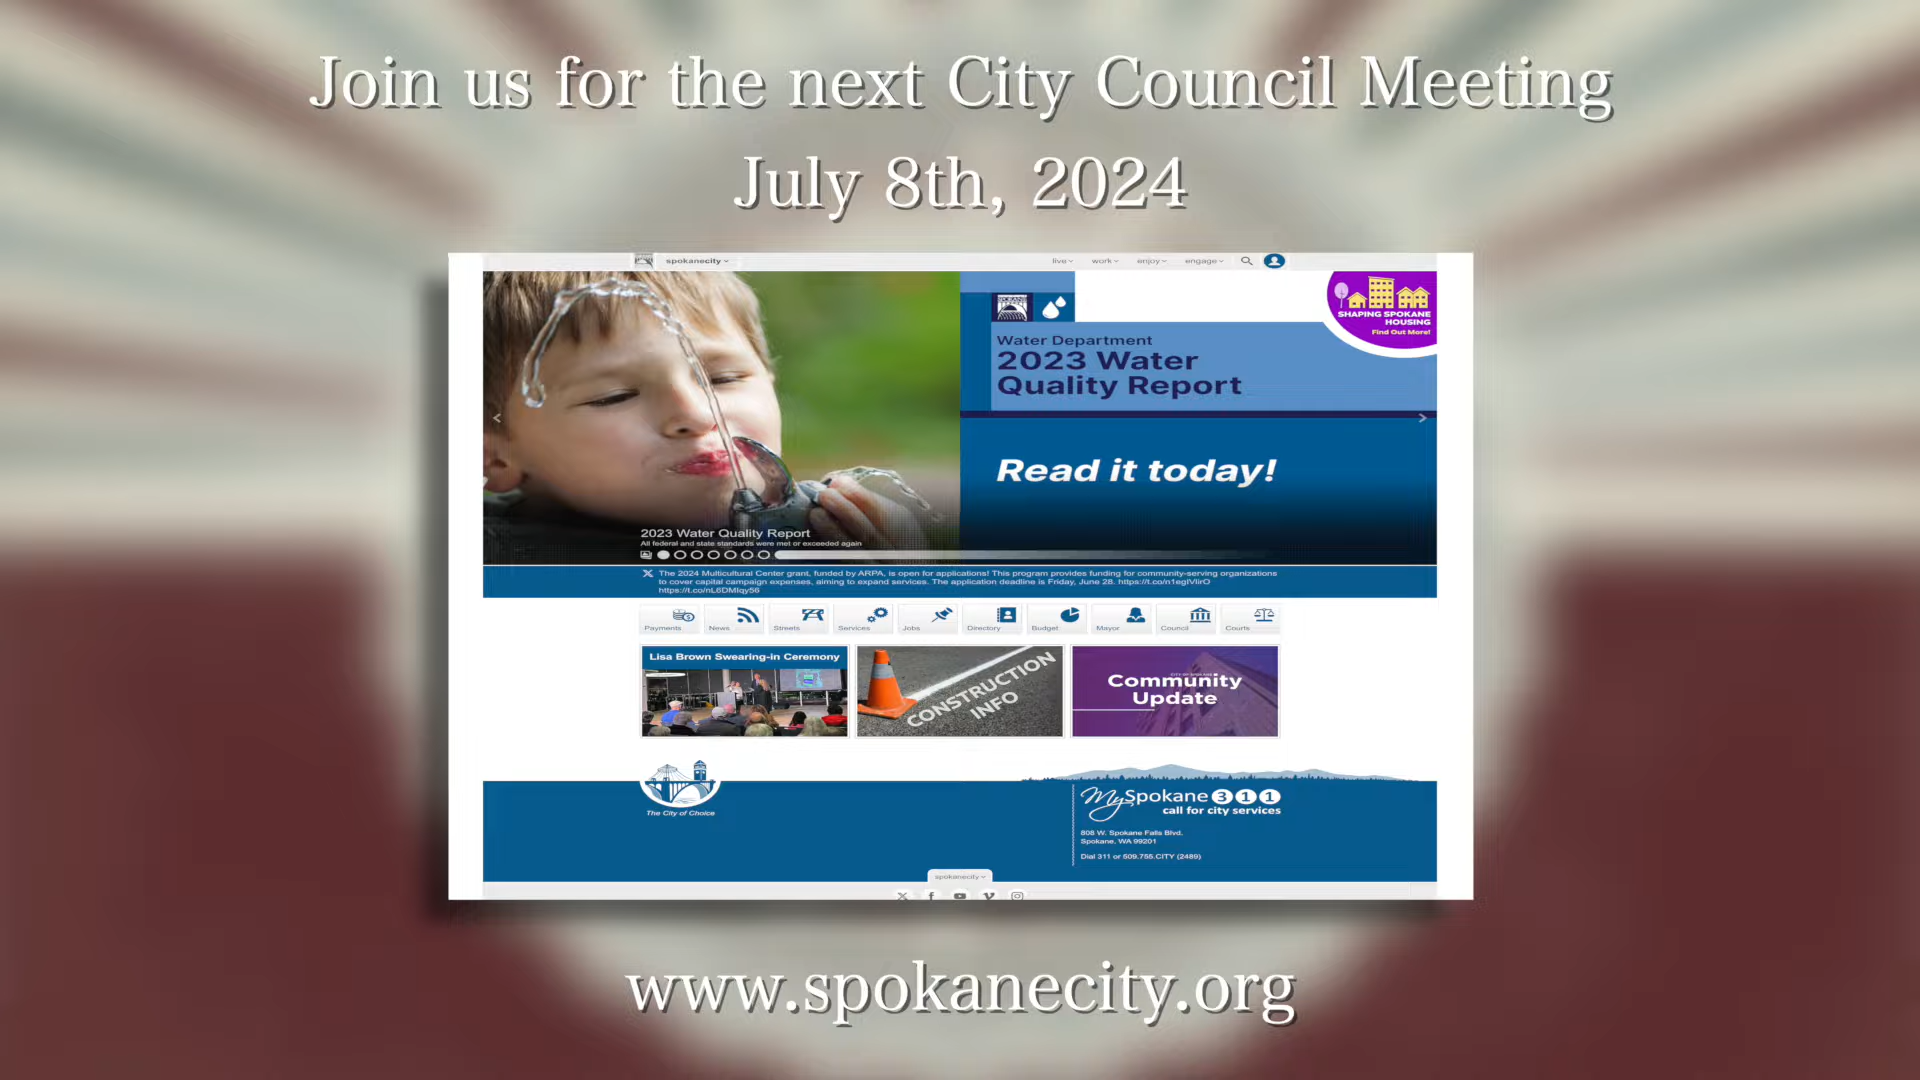 Join us for the next City Council Meeting
July 8th, 2024
spokanecity
live
work
enjoy
engage
SHAPING SPOKANE
HOUSING
Find Out More!
SPOKANE
Water Department
2023 Water
Quality Report
Read it today!
2023 Water Quality Report
All federal and state standards were met or exceeded again
The 2024 Multicultural Center grant, funded by ARPA, is open for applications! This program provides funding for community-serving organizations
to cover capital campaign expenses, aiming to expand services. The application deadline is Friday, June 28. https://t.co/n1egIVIirO
https://t.co/nL6DMIqy56
Payments
News
Streets
Services
Jobs
Directory
Budget
Mayor
Council
Courts
Lisa Brown Swearing-in Ceremony
CONSTRUCTION
INFO
CITY OF SPOKANE
Community
Update
The City of Choice
MySpokane 311
call for city services
808 W. Spokane Falls Blvd.
Spokane, WA 99201
Dial 311 or 509.755.CITY (2489)
spokanecity
www.spokanecity.org